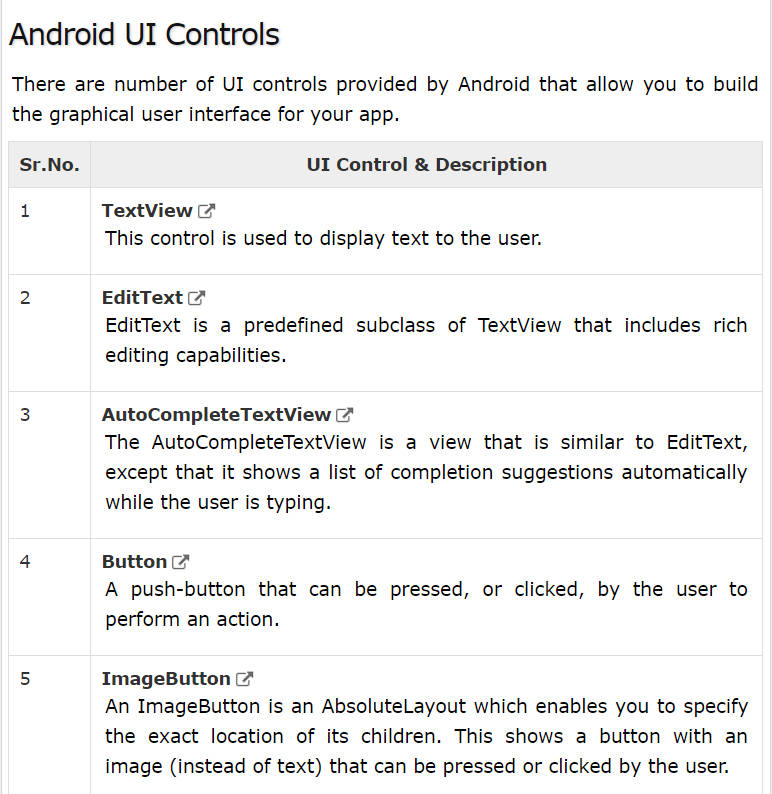 Android UI Controls
There are number of UI controls provided by Android that allow you to build
the graphical user interface for your app.
Sr.No. UI Control & Description
1 TextView
This control is used to display text to the user.
2 EditText
EditText is a predefined subclass of TextView that includes rich
editing capabilities.
3 AutoCompleteTextView
The AutoCompleteTextView is a view that is similar to EditText,
except that it shows a list of completion suggestions automatically
while the user is typing.
4 Button
A push-button that can be pressed, or clicked, by the user to
perform an action.
5 ImageButton
An ImageButton is an AbsoluteLayout which enables you to specify
the exact location of its children. This shows a button with an
image (instead of text) that can be pressed or clicked by the user.